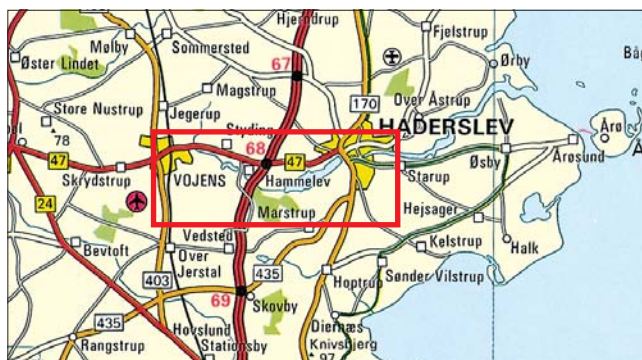 Hjerndrup
Mølby
Sommersted
Fjelstrup
Øster Lindet
67
Ørby
Magstrup
170
Store Nustrup
Jegerup
Over Åstrup
78
Styding
HADERSLEV
Årø
68
47
47
Øsby
Årøsund
Skrydstrup
VOJENS
Hammelev
Starup
24
Marstrup
Hejsager
Bevtoft
Vedsted
Kelstrup
Halk
Over
Jerstal
403
435
Hoptrup
Sønder Vilstrup
69
Skovby
435
Hovslund
Stationsby
Diernæs
Knivsbjerg
97
Rangstrup